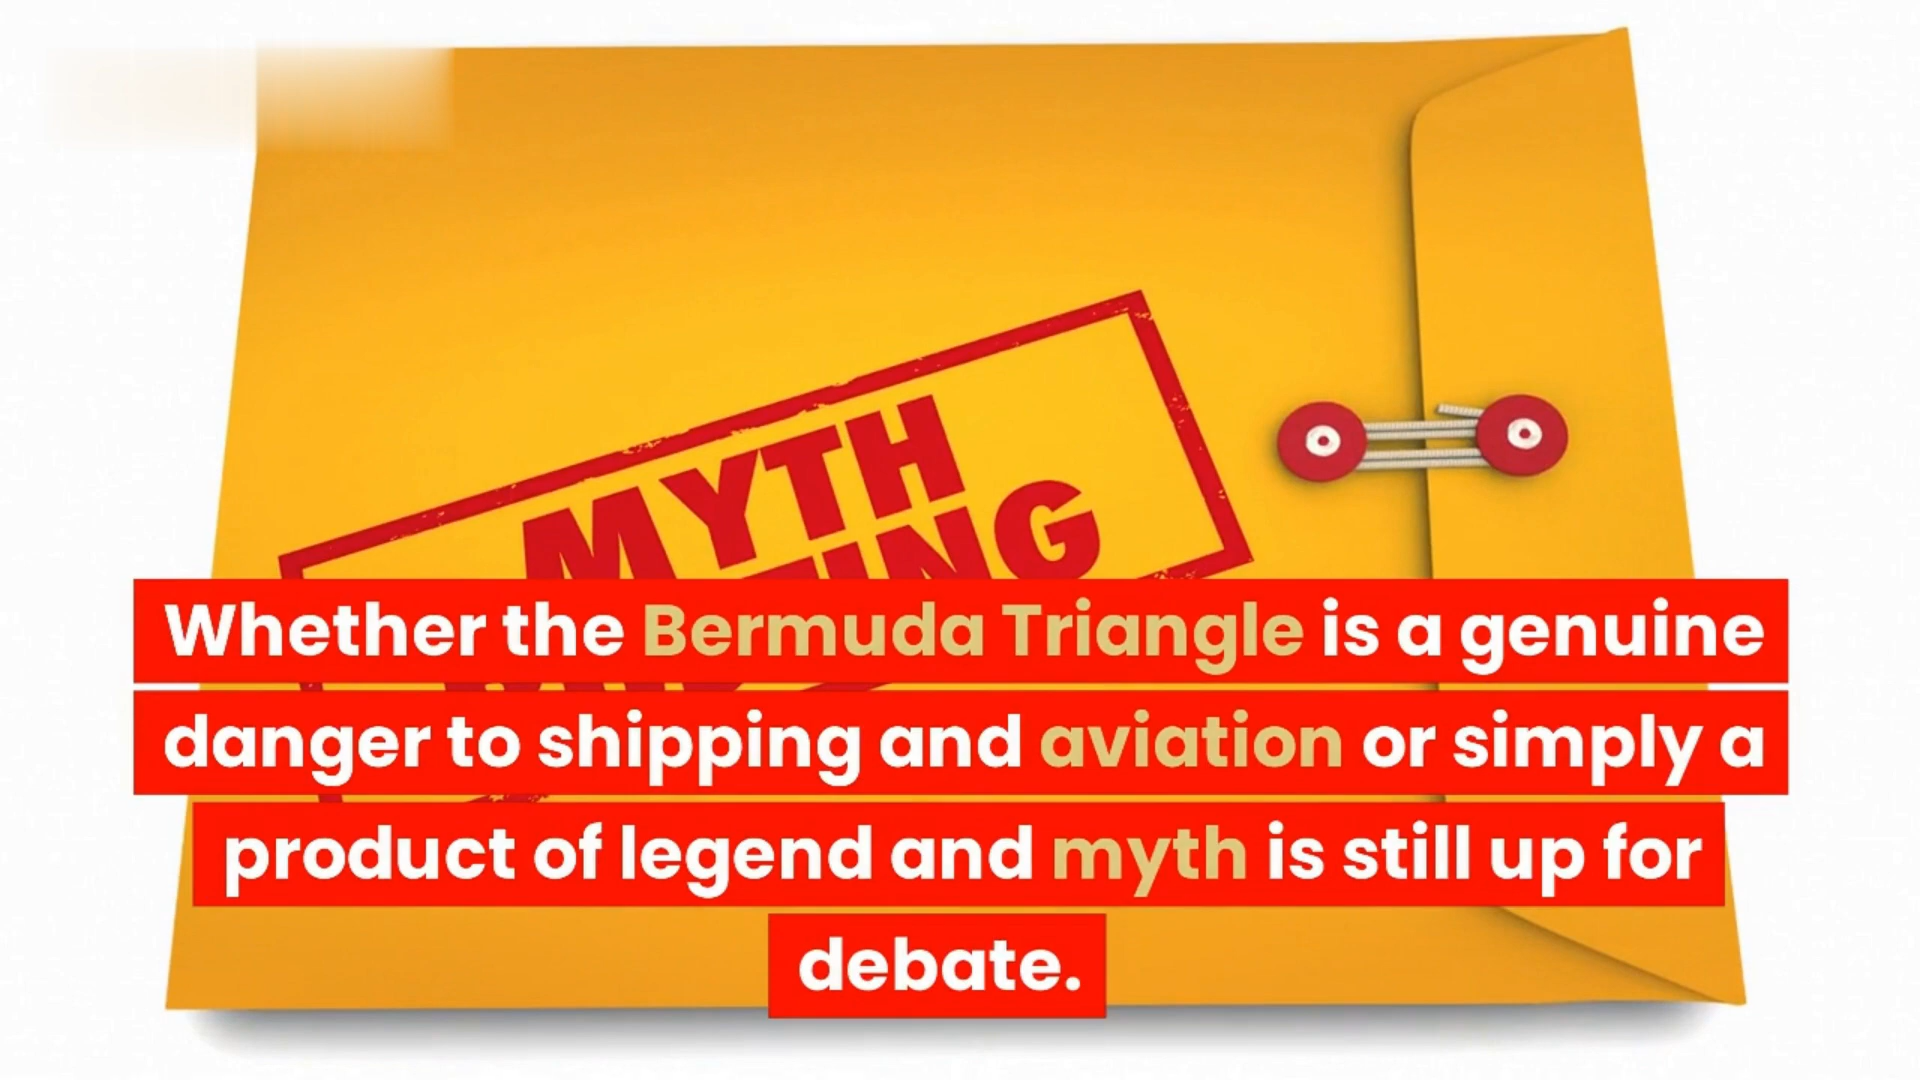 MYTH
Whether the Bermuda Triangle is a genuine
danger to shipping and aviation or simply a
product of legend and myth is still up for
debate.